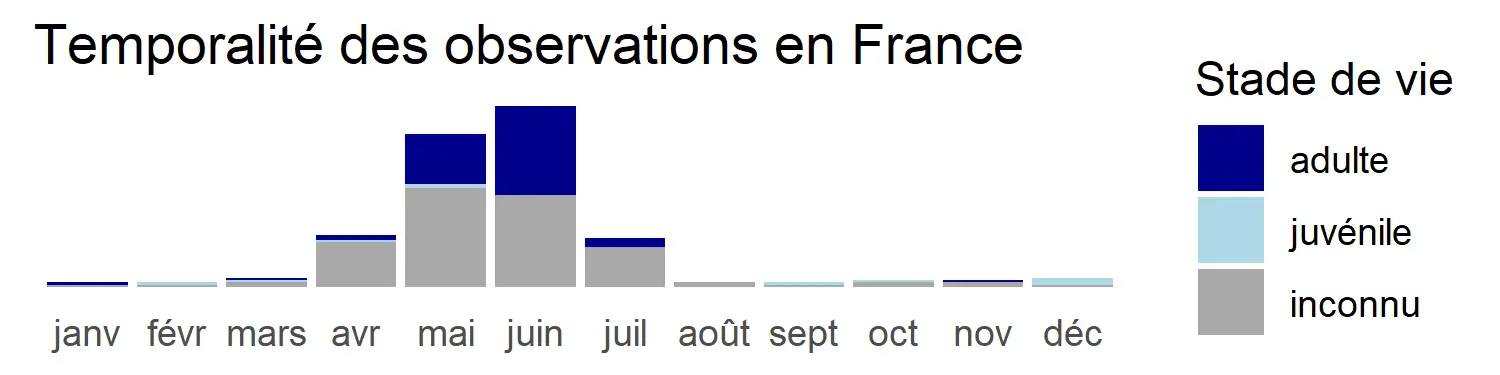 Temporalité des observations en France
Stade de vie
adulte
juvénile
inconnu
janv févr mars avr mai juin juil août sept oct nov déc